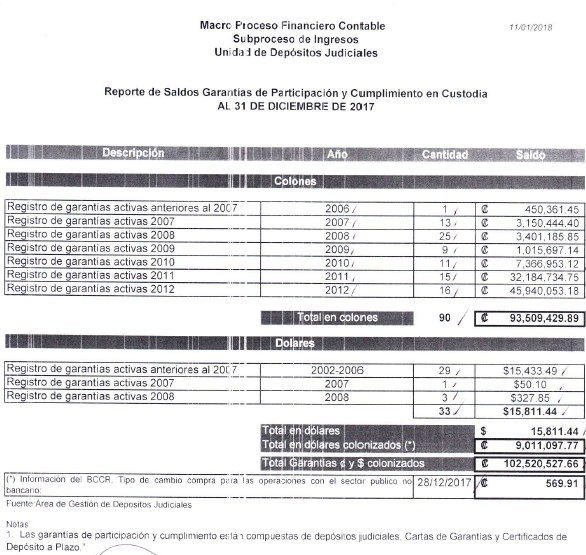 Macro Proceso Financiero Contable
11/01/2018
Subproceso de Ingresos
Unidad de Depósitos Judiciales
Reporte de Saldos Garantías de Participación y Cumplimiento en Custodia
AL 31 DE DICIEMBRE DE 2017
Descripción Año Cantidad Saldo
Colones
Registro de garantías activas anteriores al 2007 2006 1 ₡ 450,361.45
Registro de garantías activas 2007 2007 13 ₡ 3,150,444.40
Registro de garantías activas 2008 2008 25 ₡ 3,401,185.85
Registro de garantías activas 2009 2009 9 ₡ 1,015,697.14
Registro de garantías activas 2010 2010 11 ₡ 7,366,953.12
Registro de garantías activas 2011 2011 15 ₡ 32,184,734.75
Registro de garantías activas 2012 2012 16 ₡ 45,940,053.18
Total en colones 90 ₡ 93,509,429.89
Dolares
Registro de garantías activas anteriores al 2007 2002-2006 29 $15,433.49
Registro de garantías activas 2007 2007 1 $50.10
Registro de garantías activas 2008 2008 3 $327.85
33 $15,811.44
Total en dólares $ 15,811.44
Total en dólares colonizados (*) ₡ 9,011,097.77
Total Garantías ₡ y $ colonizados ₡ 102,520,527.66
(*) Información del BCCR. Tipo de cambio compra para las operaciones con el sector público no 28/12/2017 ₡ 569.91
bancario:
Fuente Área de Gestión de Depositos Judiciales
Notas
1. Las garantías de participación y cumplimiento están compuestas de depósitos judiciales, Cartas de Garantías y Certificados de
Depósito a Plazo.